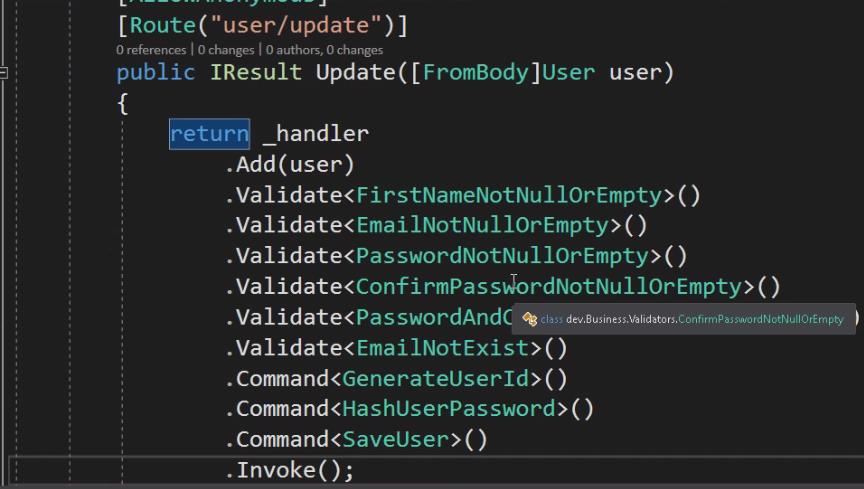 [Route("user/update")]
0 references | 0 changes | 0 authors, 0 changes
public IResult Update([FromBody]User user)
{
return _handler
.Add(user)
.Validate<FirstNameNotNullOrEmpty>()
.Validate<EmailNotNullOrEmpty>()
.Validate<PasswordNotNullOrEmpty>()
.Validate<ConfirmPasswordNotNullOrEmpty>()
.Validate<PasswordAndC
class dev.Business.Validators.ConfirmPasswordNotNullOrEmpty
.Validate<EmailNotExist>()
.Command<GenerateUserId>()
.Command<HashUserPassword>()
.Command<SaveUser>()
.Invoke();